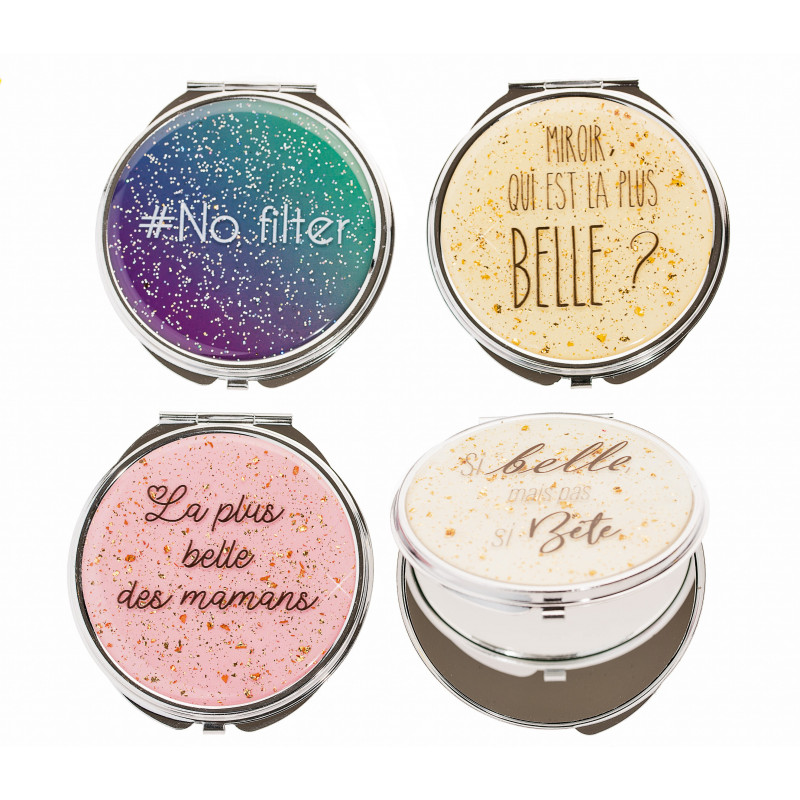 #No filter
MIROIR,
QUI EST LA PLUS
BELLE ?
La plus
belle
des mamans
Si belle
mais pas
si Bête